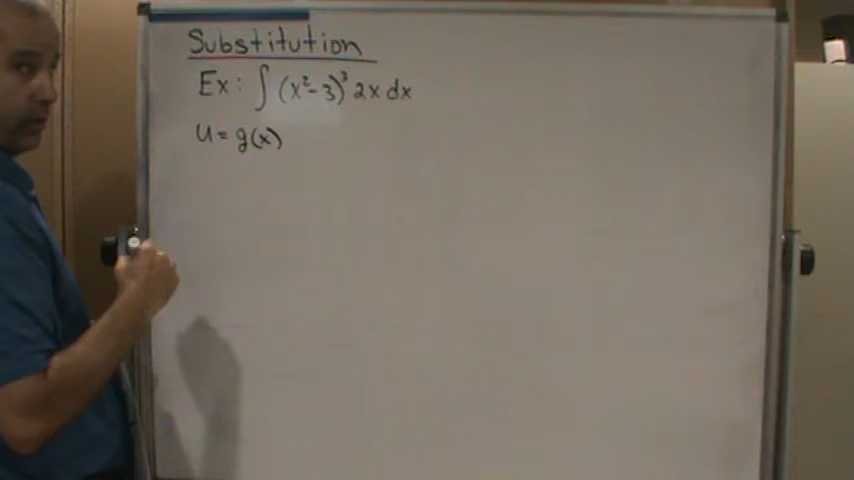 Substitution
Ex: ∫ (x²-3)³ 2x dx
u = g(x)